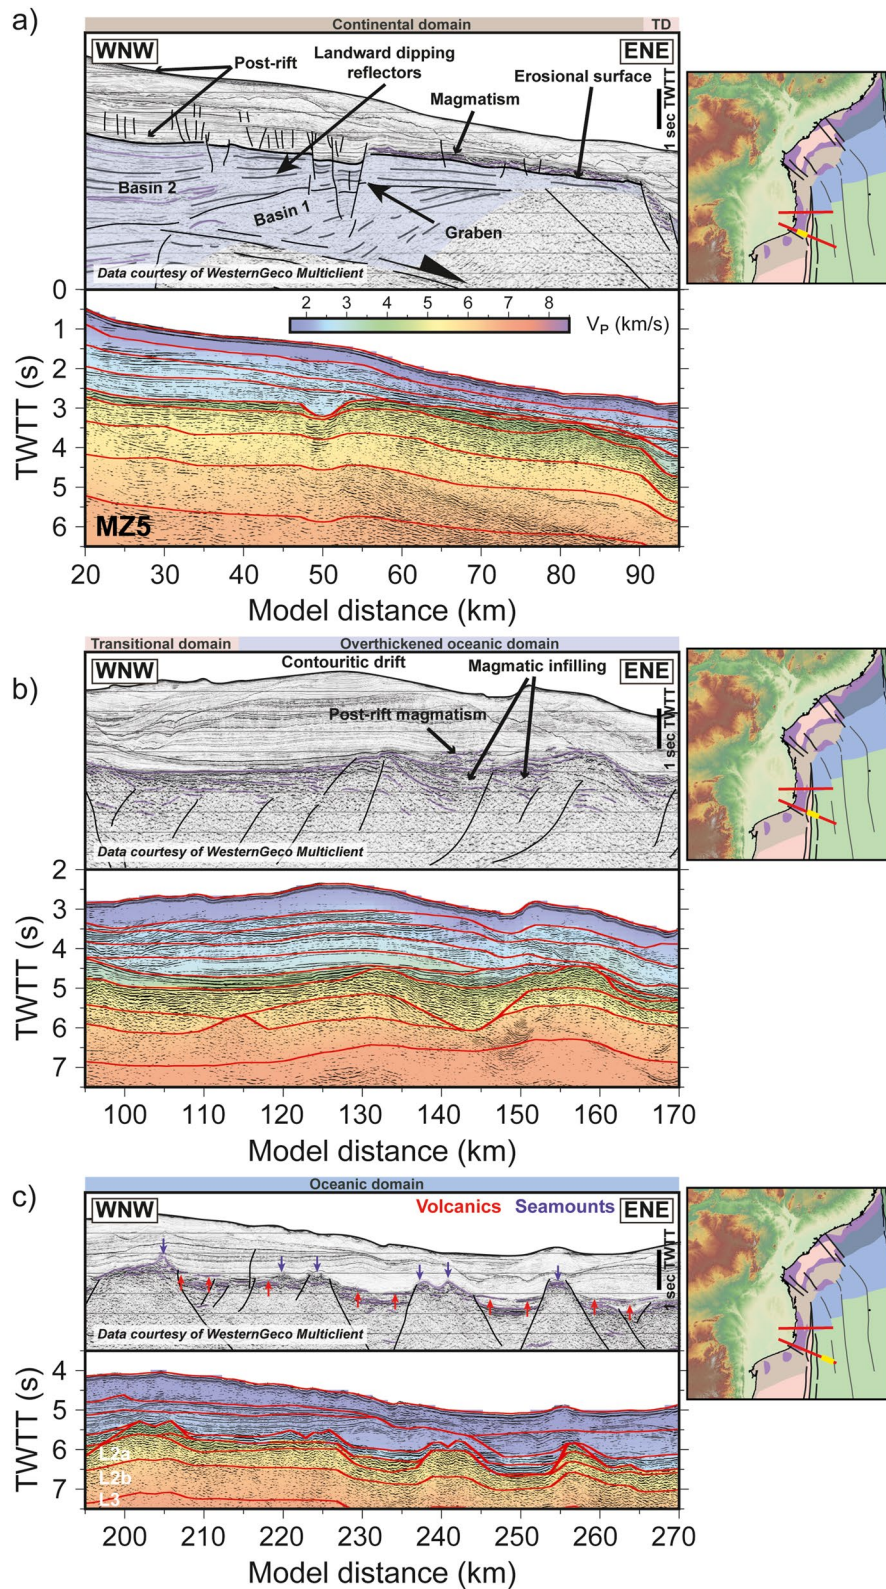 a)
Continental domain
TD
WNW
Post-rift
Landward dipping
reflectors
Magmatism
Erosional surface
ENE
1 sec TWTT
Basin 2
Basin 1
Graben
Data courtesy of WesternGeco Multiclient
2 3 4 5 6 7 8
VP (km/s)
0
1
2
3
4
5
6
TWTT (s)
MZ5
20 30 40 50 60 70 80 90
Model distance (km)
b)
Transitional domain
Overthickened oceanic domain
WNW
Contouritic drift
Magmatic infilling
ENE
Post-rift magmatism
1 sec TWTT
Data courtesy of WesternGeco Multiclient
2
3
4
5
6
7
TWTT (s)
100 110 120 130 140 150 160 170
Model distance (km)
c)
Oceanic domain
WNW
Volcanics Seamounts
ENE
1 sec TWTT
Data courtesy of WesternGeco Multiclient
4
5
6
7
TWTT (s)
L2a
L2b
L3
200 210 220 230 240 250 260 270
Model distance (km)